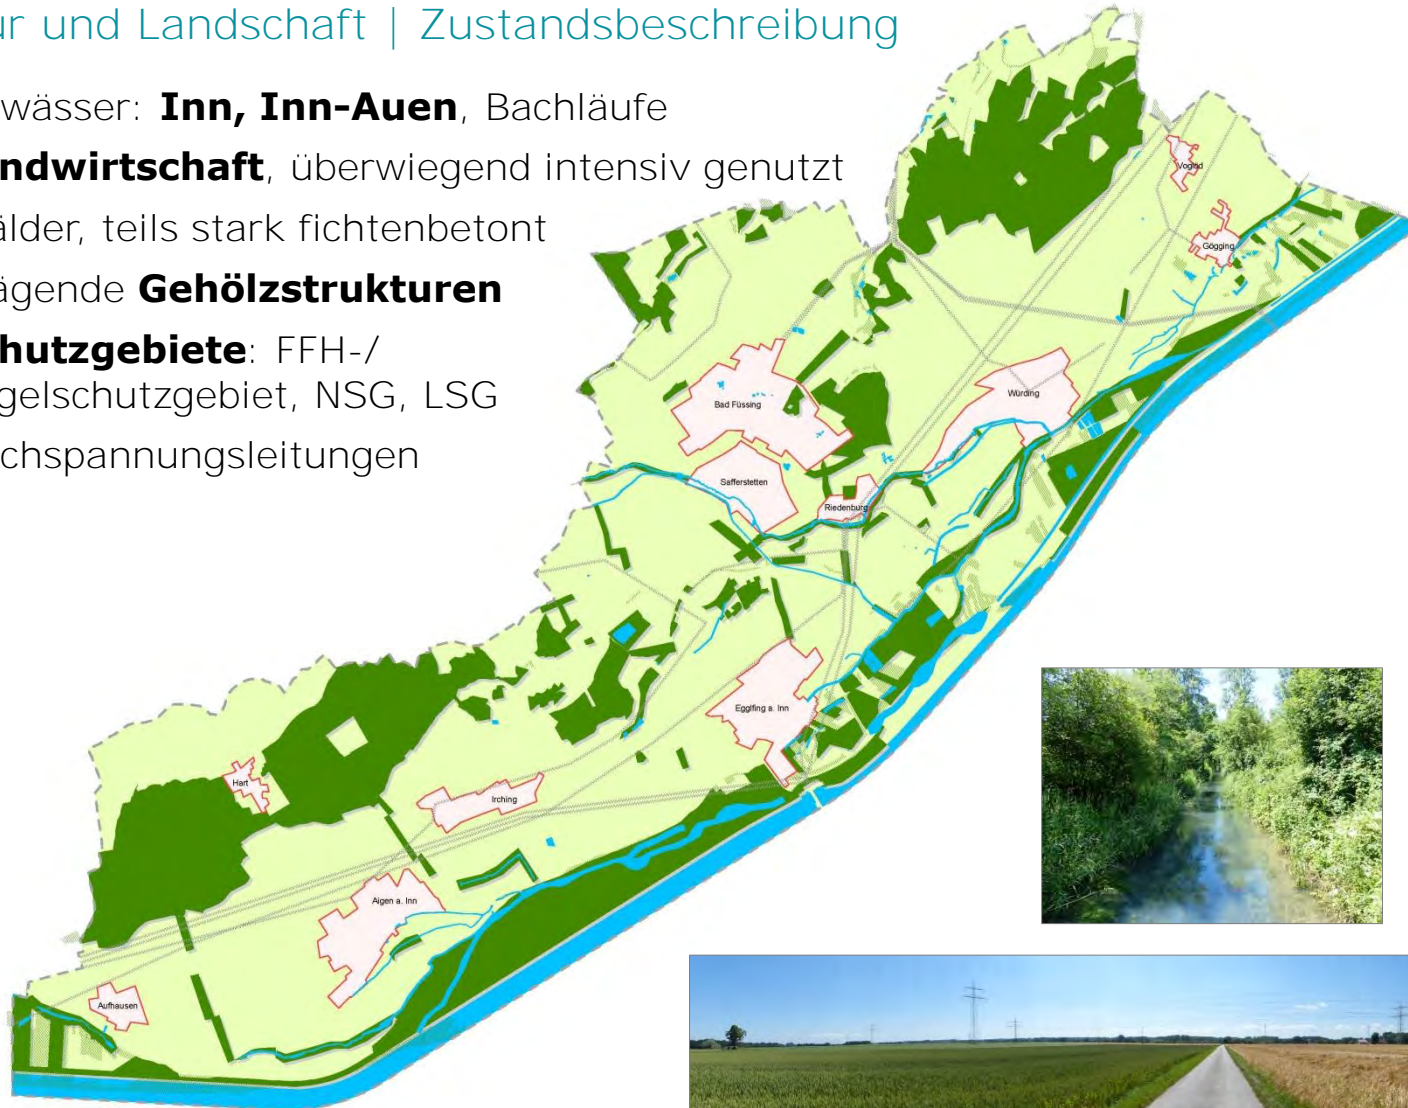 ur und Landschaft | Zustandsbeschreibung
wässer: Inn, Inn-Auen, Bachläufe
ndwirtschaft, überwiegend intensiv genutzt
älder, teils stark fichtenbetont
ägende Gehölzstrukturen
hutzgebiete: FFH-/
gelschutzgebiet, NSG, LSG
chspannungsleitungen
Voglöd
Gögging
Würding
Bad Füssing
Safferstetten
Riedenburg
Egglfing a. Inn
Hart
Irching
Aigen a. Inn
Aufhausen